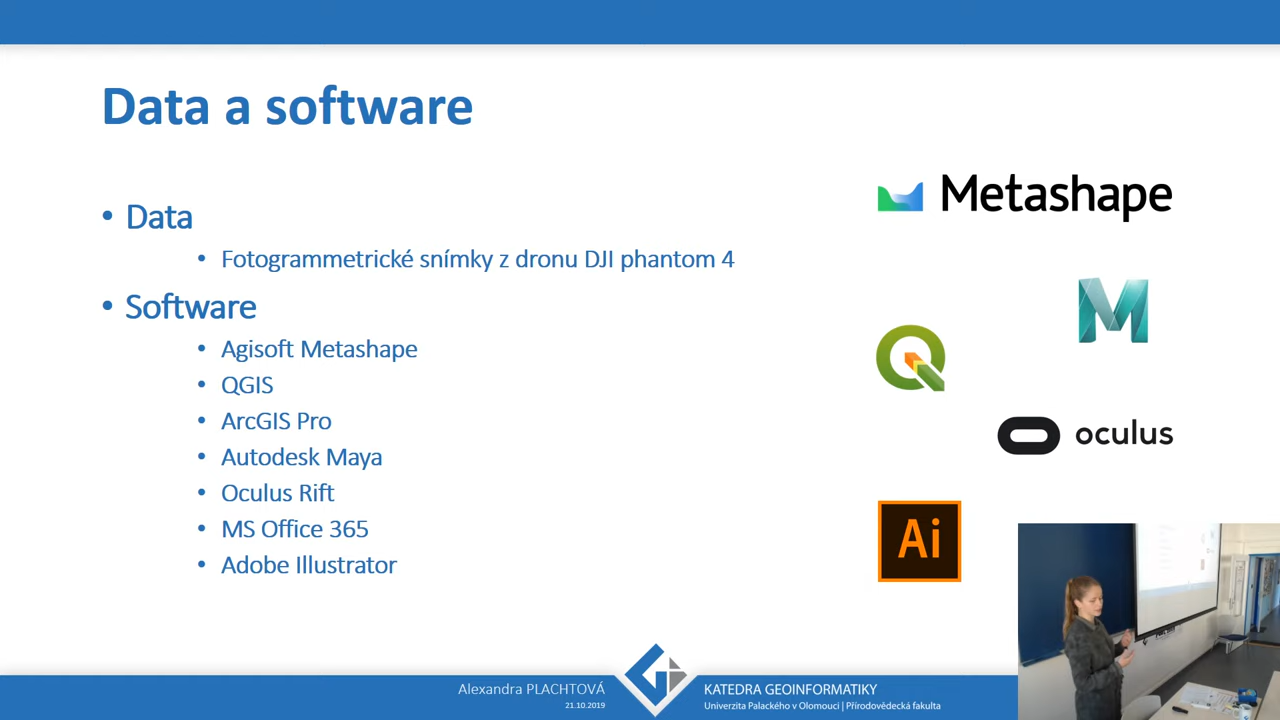 Data a software
• Data
• Fotogrammetrické snímky z dronu DJI phantom 4
• Software
• Agisoft Metashape
• QGIS
• ArcGIS Pro
• Autodesk Maya
• Oculus Rift
• MS Office 365
• Adobe Illustrator
Metashape
oculus
Ai
Alexandra PLACHTOVÁ
21.10.2019
KATEDRA GEOINFORMATIKY
Univerzita Palackého v Olomouci | Přírodovědecká fakulta